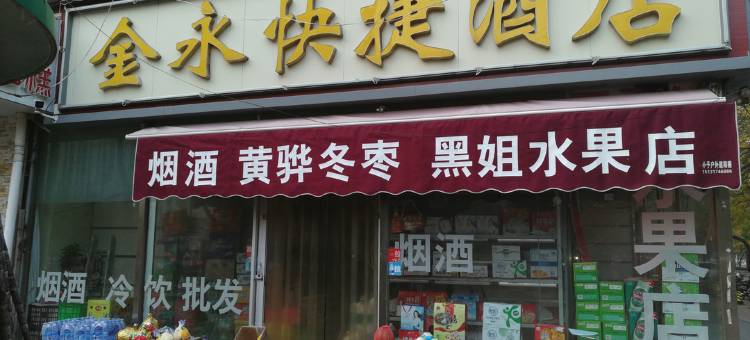 金永快捷酒店
烟酒 黄骅冬枣 黑姐水果店
烟酒
水果店
烟酒 冷饮 批发